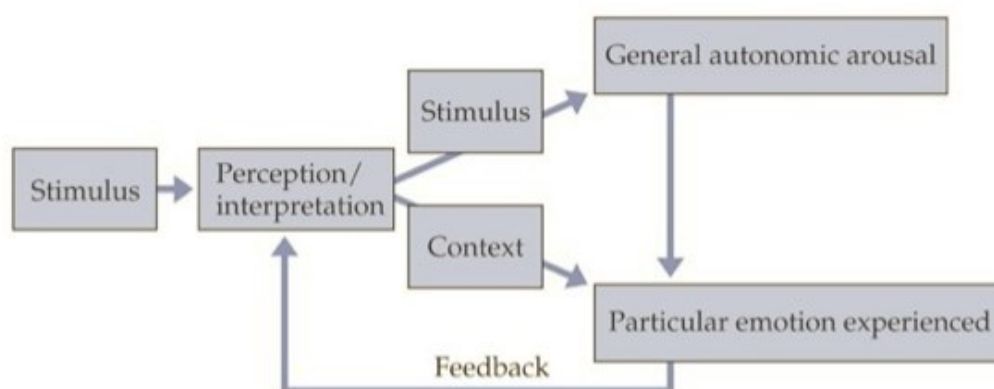 General autonomic arousal
Stimulus
Stimulus
Perception/
interpretation
Context
Particular emotion experienced
Feedback